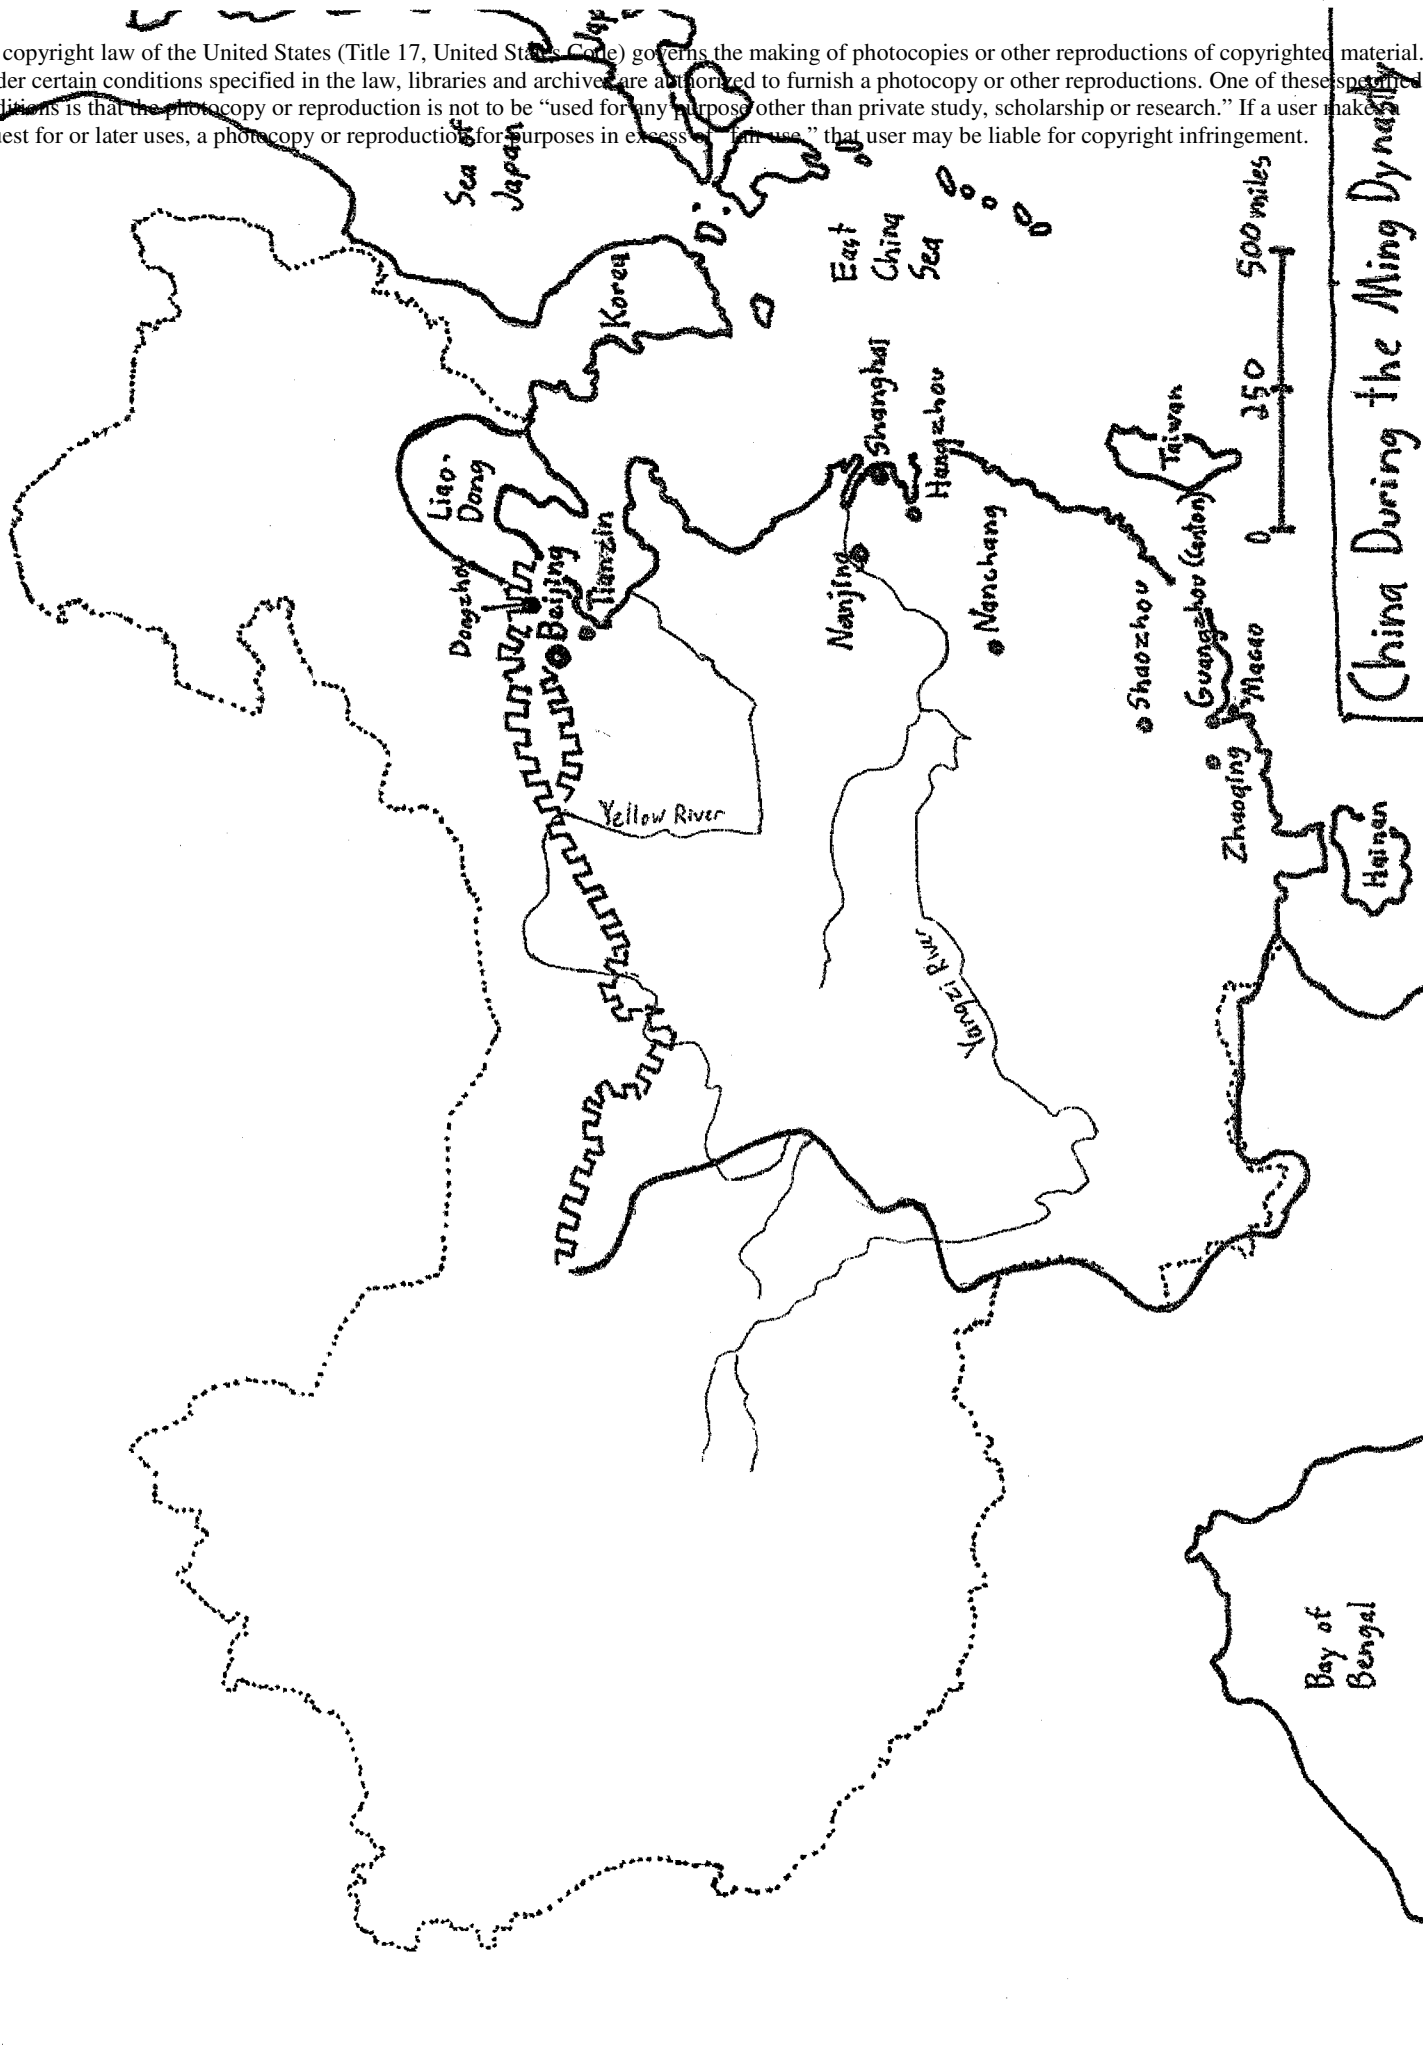 copyright law of the United States (Title 17, United States Code) governs the making of photocopies or other reproductions of copyrighted material.
der certain conditions specified in the law, libraries and archives are authorized to furnish a photocopy or other reproductions. One of these specified
ditions is that the photocopy or reproduction is not to be “used for any purpose other than private study, scholarship or research.” If a user makes
uest for or later uses, a photocopy or reproduction for purposes in excess of “fair use,” that user may be liable for copyright infringement.
Sea of
Japan
Jap
Korea
East
China
Sea
Liao-
Dong
Dongzhou
Beijing
Tianzin
Yellow River
Shanghai
Hangzhou
Nanjing
Nanchang
Yangzi River
Taiwan
Shaozhou
Guangzhou (Canton)
Macao
Zhaoqing
Hainan
Bay of
Bengal
0 250 500 miles
China During the Ming Dynasty